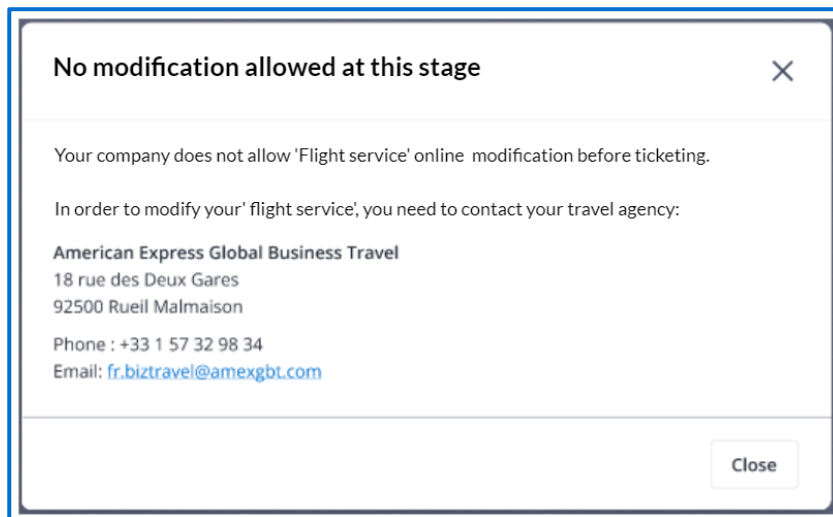 No modification allowed at this stage
Your company does not allow 'Flight service' online modification before ticketing.
In order to modify your' flight service', you need to contact your travel agency:
American Express Global Business Travel
18 rue des Deux Gares
92500 Rueil Malmaison
Phone : +33 1 57 32 98 34
Email: fr.biztravel@amexgbt.com
Close